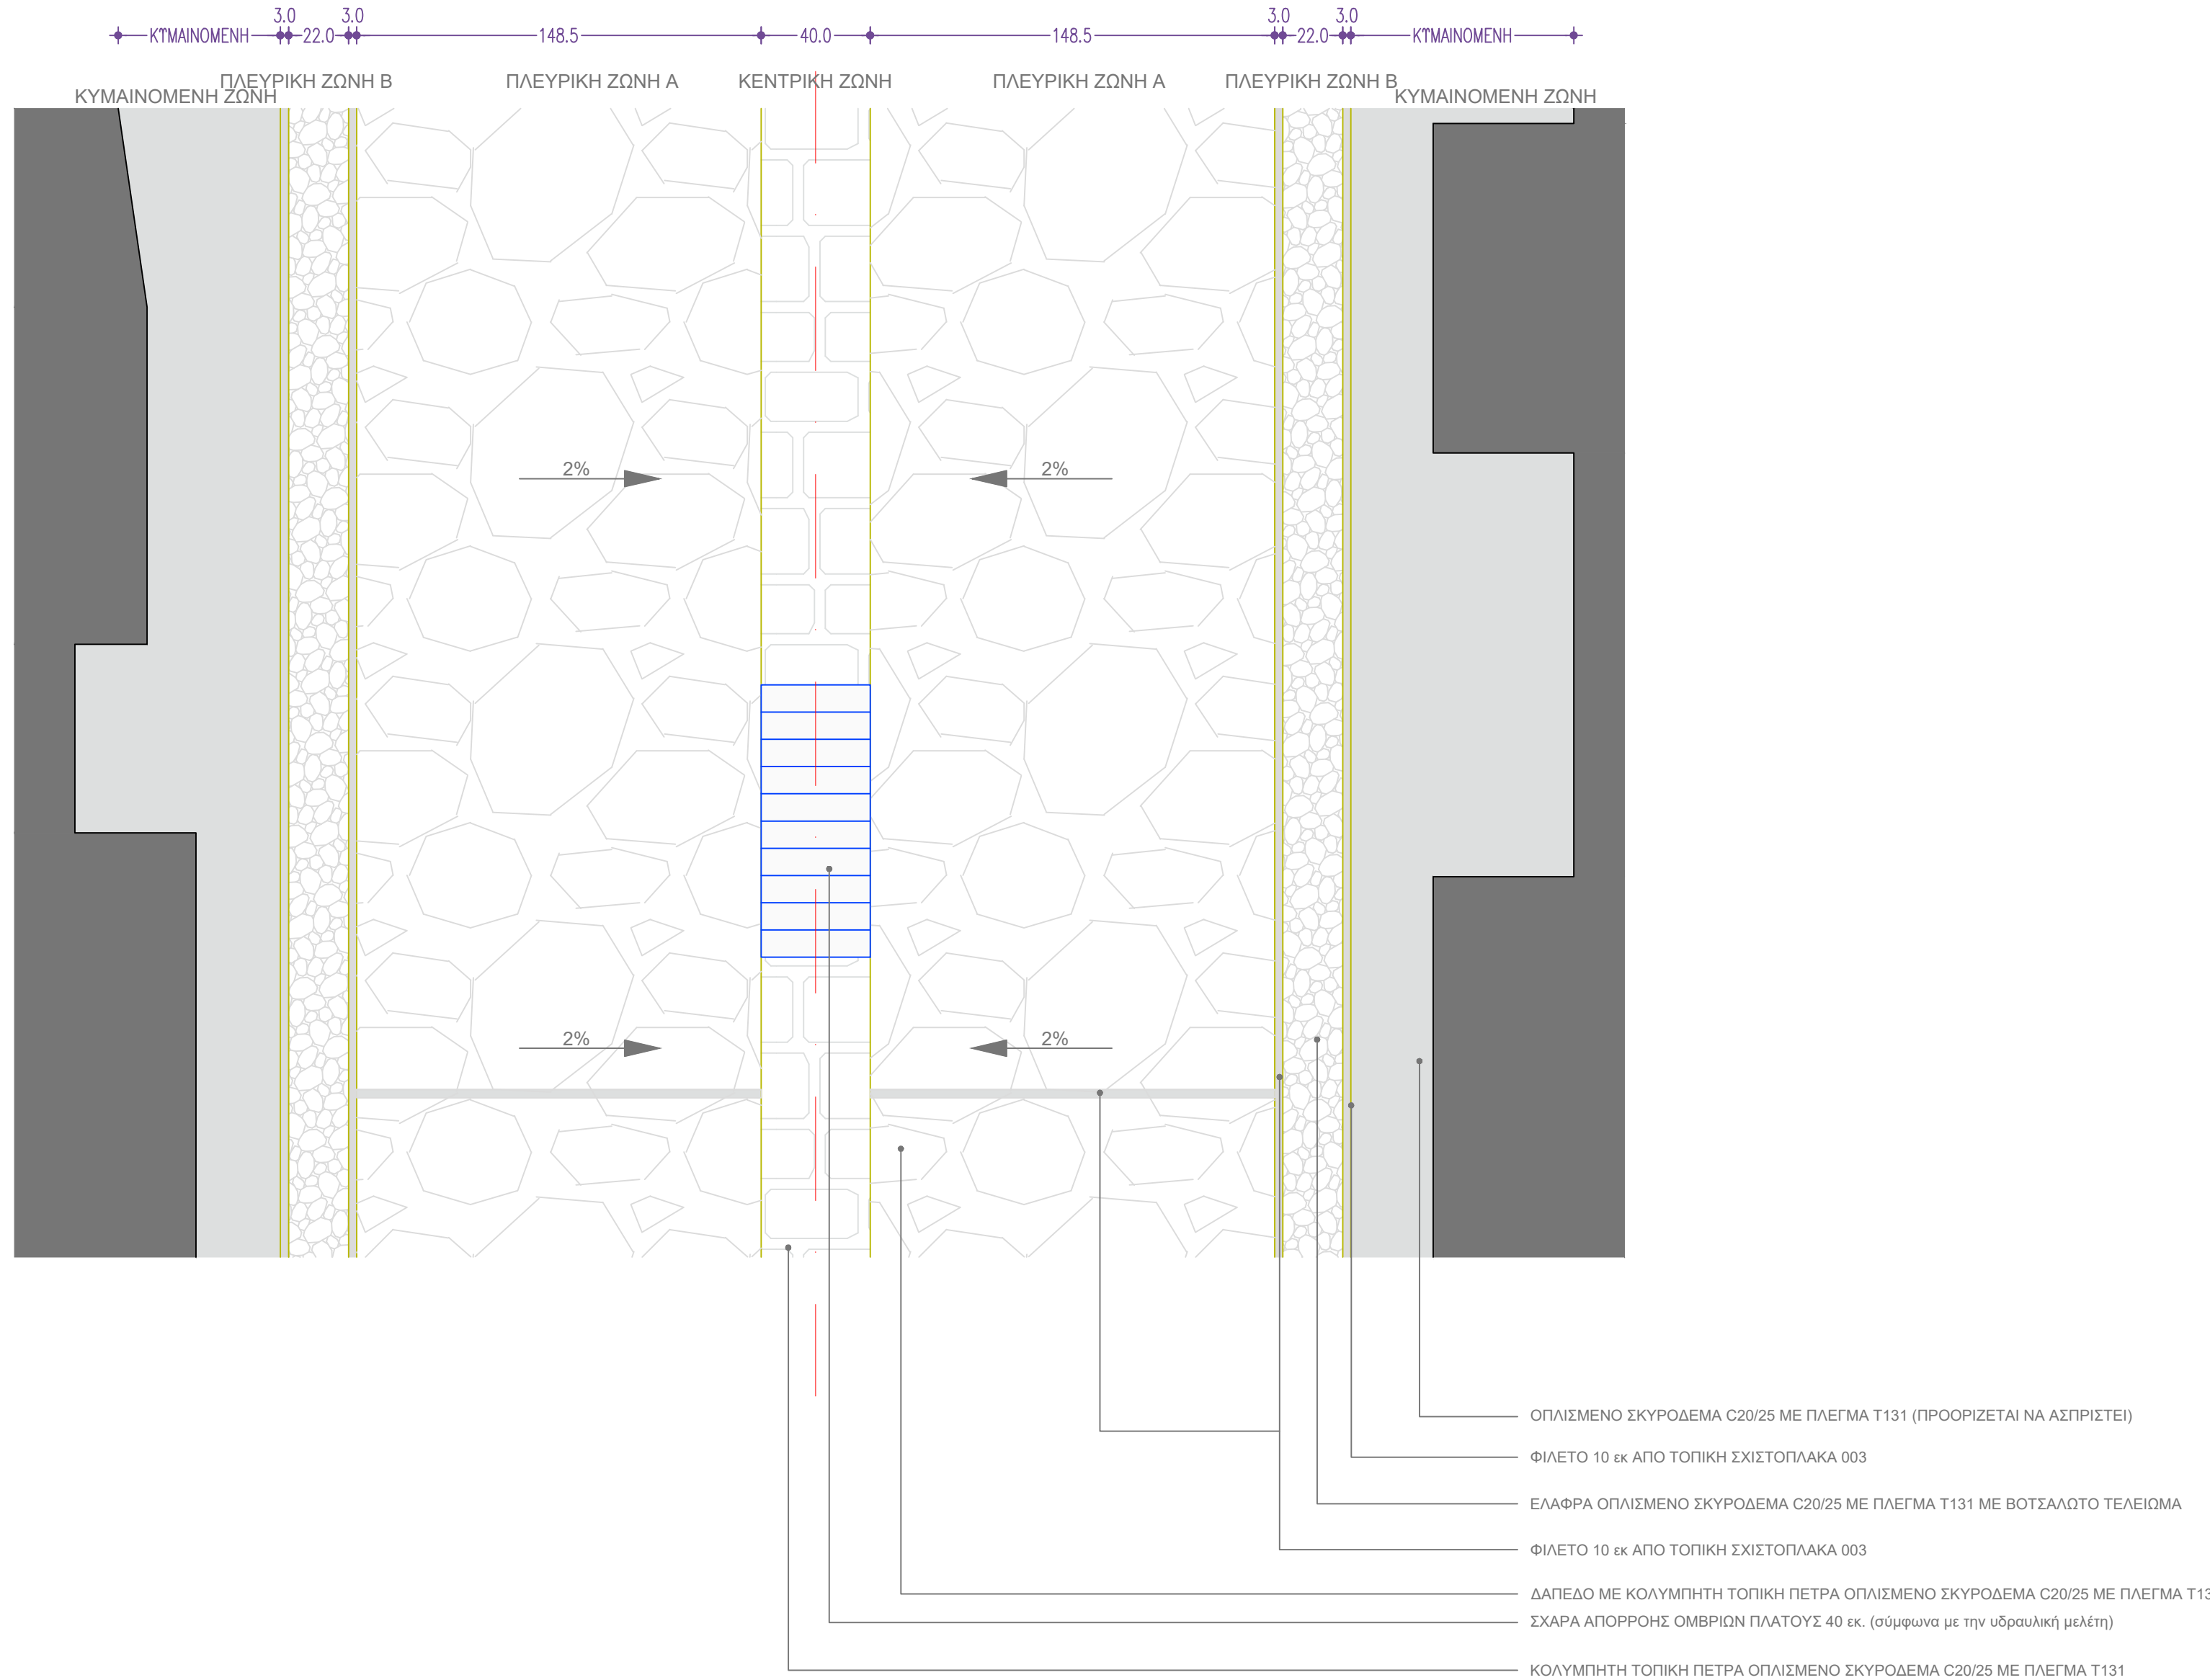 3.0 3.0 3.0 3.0
ΚΥΜΑΙΝΟΜΕΝΗ 22.0 148.5 40.0 148.5 22.0 ΚΥΜΑΙΝΟΜΕΝΗ
ΠΛΕΥΡΙΚΗ ΖΩΝΗ Β ΠΛΕΥΡΙΚΗ ΖΩΝΗ Α ΚΕΝΤΡΙΚΗ ΖΩΝΗ ΠΛΕΥΡΙΚΗ ΖΩΝΗ Α ΠΛΕΥΡΙΚΗ ΖΩΝΗ Β
ΚΥΜΑΙΝΟΜΕΝΗ ΖΩΝΗ ΚΥΜΑΙΝΟΜΕΝΗ ΖΩΝΗ
2% 2%
2% 2%
ΟΠΛΙΣΜΕΝΟ ΣΚΥΡΟΔΕΜΑ C20/25 ΜΕ ΠΛΕΓΜΑ Τ131 (ΠΡΟΟΡΙΖΕΤΑΙ ΝΑ ΑΣΠΡΙΣΤΕΙ)
ΦΙΛΕΤΟ 10 εκ ΑΠΟ ΤΟΠΙΚΗ ΣΧΙΣΤΟΠΛΑΚΑ 003
ΕΛΑΦΡΑ ΟΠΛΙΣΜΕΝΟ ΣΚΥΡΟΔΕΜΑ C20/25 ΜΕ ΠΛΕΓΜΑ Τ131 ΜΕ ΒΟΤΣΑΛΩΤΟ ΤΕΛΕΙΩΜΑ
ΦΙΛΕΤΟ 10 εκ ΑΠΟ ΤΟΠΙΚΗ ΣΧΙΣΤΟΠΛΑΚΑ 003
ΔΑΠΕΔΟ ΜΕ ΚΟΛΥΜΠΗΤΗ ΤΟΠΙΚΗ ΠΕΤΡΑ ΟΠΛΙΣΜΕΝΟ ΣΚΥΡΟΔΕΜΑ C20/25 ΜΕ ΠΛΕΓΜΑ
ΣΧΑΡΑ ΑΠΟΡΡΟΗΣ ΟΜΒΡΙΩΝ ΠΛΑΤΟΥΣ 40 εκ. (σύμφωνα με την υδραυλική μελέτη)
ΚΟΛΥΜΠΗΤΗ ΤΟΠΙΚΗ ΠΕΤΡΑ ΟΠΛΙΣΜΕΝΟ ΣΚΥΡΟΔΕΜΑ C20/25 ΜΕ ΠΛΕΓΜΑ Τ131